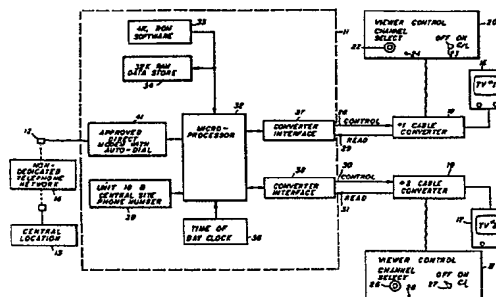 33
4K ROM
SOFTWARE
32K RAM
DATA STORE
34
11
VIEWER CONTROL
CHANNEL
SELECT
OFF ON
C/L
22
24
23
20
TV
12
41
APPROVED
DIRECT
MODEM WITH
AUTO-DIAL
32
MICRO-
PROCESSOR
37
CONVERTER
INTERFACE
28
CONTROL
READ
29
#1 CABLE
CONVERTER
NON-
DEDICATED
TELEPHONE
NETWORK
14
UNIT ID &
CENTRAL SITE
PHONE NUMBER
39
38
CONVERTER
INTERFACE
30
CONTROL
READ
31
19
#2 CABLE
CONVERTER
17
TV
CENTRAL
LOCATION
13
TIME OF
DAY CLOCK
36
VIEWER CONTROL
CHANNEL
SELECT
OFF ON
C/L
26
27